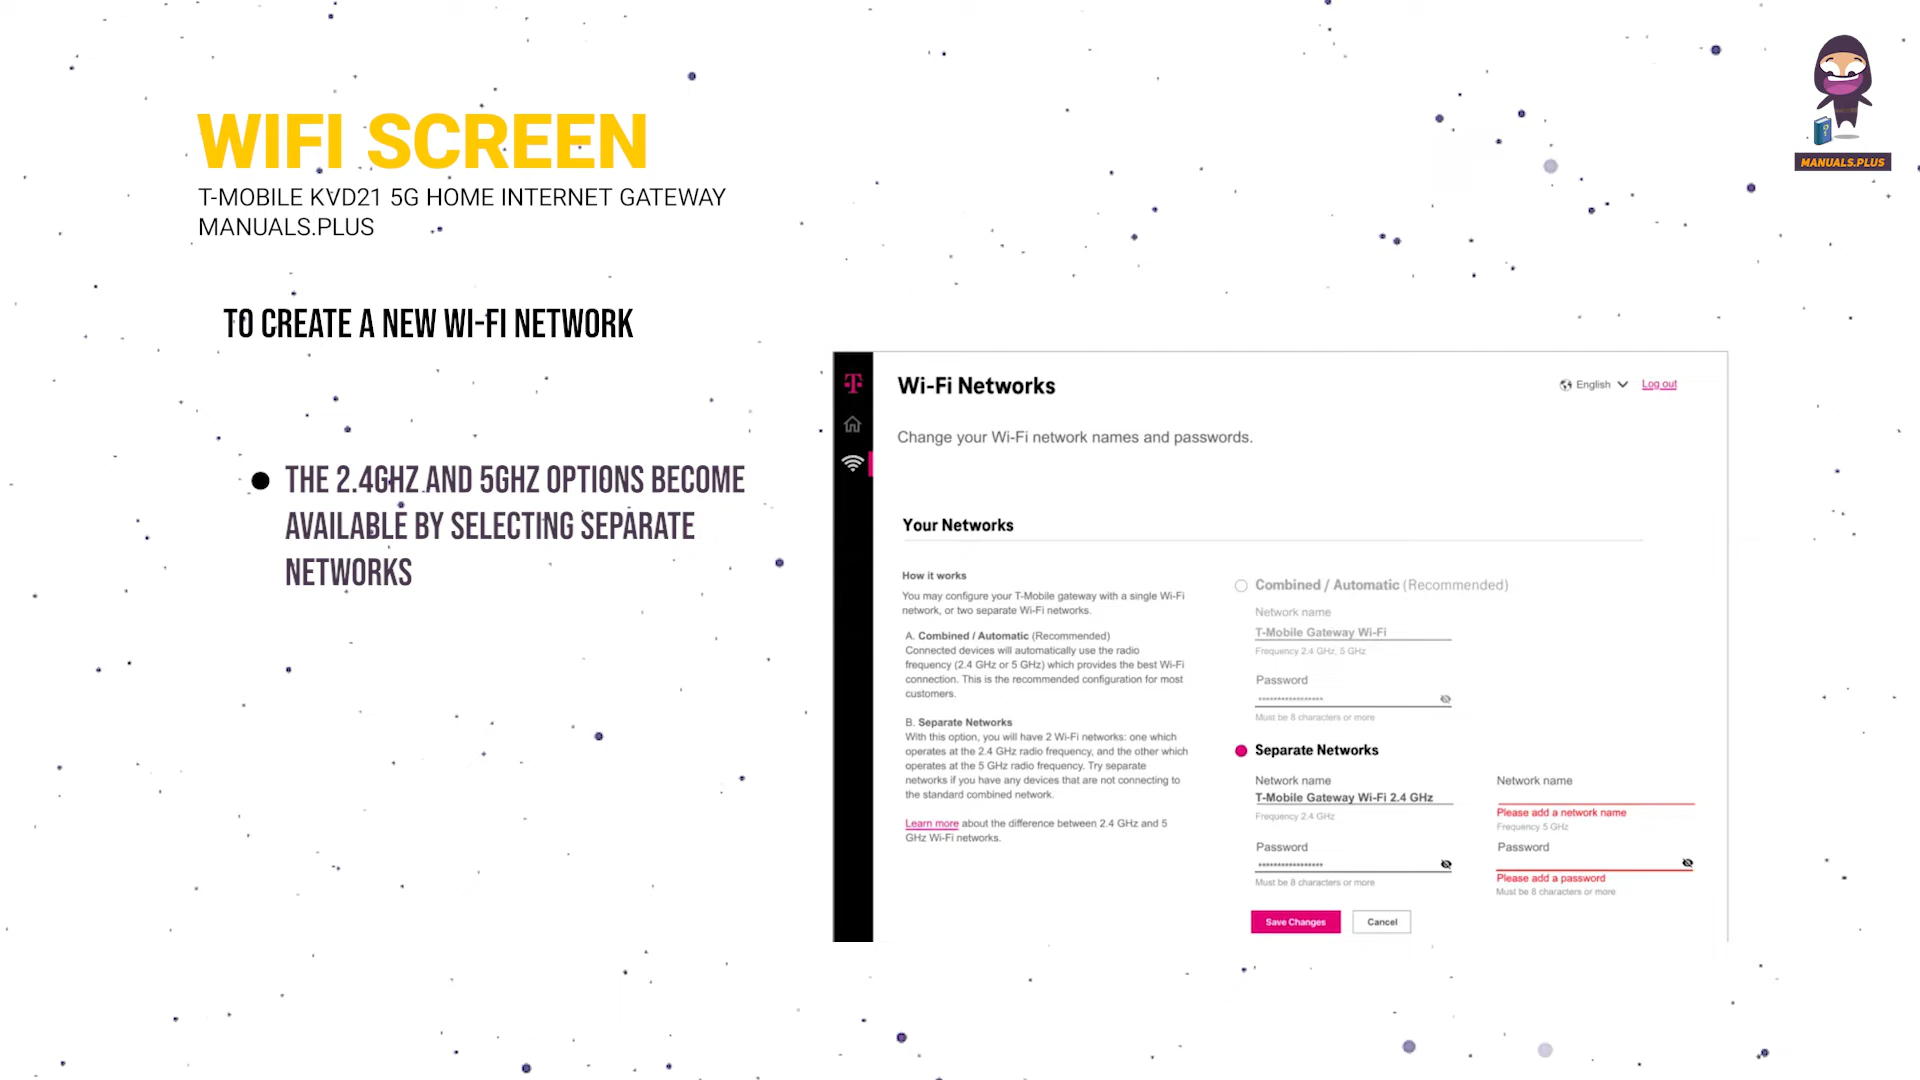 WIFI SCREEN
T-MOBILE KVD21 5G HOME INTERNET GATEWAY
MANUALS.PLUS
MANUALS.PLUS
TO CREATE A NEW WI-FI NETWORK
THE 2.4GHZ AND 5GHZ OPTIONS BECOME
AVAILABLE BY SELECTING SEPARATE
NETWORKS
Wi-Fi Networks
English
Log out
Change your Wi-Fi network names and passwords.
Your Networks
How it works
You may configure your T-Mobile gateway with a single Wi-Fi
network, or two separate Wi-Fi networks.
A. Combined / Automatic (Recommended)
Connected devices will automatically use the radio
frequency (2.4 GHz or 5 GHz) which provides the best Wi-Fi
connection. This is the recommended configuration for most
customers.
B. Separate Networks
With this option, you will have 2 Wi-Fi networks: one which
operates at the 2.4 GHz radio frequency, and the other which
operates at the 5 GHz radio frequency. Try separate
networks if you have any devices that are not connecting to
the standard combined network.
Learn more about the difference between 2.4 GHz and 5
GHz Wi-Fi networks.
Combined / Automatic (Recommended)
Network name
T-Mobile Gateway Wi-Fi
Frequency 2.4 GHz, 5 GHz
Password
Must be 8 characters or more
Separate Networks
Network name
T-Mobile Gateway Wi-Fi 2.4 GHz
Frequency 2.4 GHz
Password
Must be 8 characters or more
Network name
Please add a network name
Frequency 5 GHz
Password
Please add a password
Must be 8 characters or more
Save Changes
Cancel